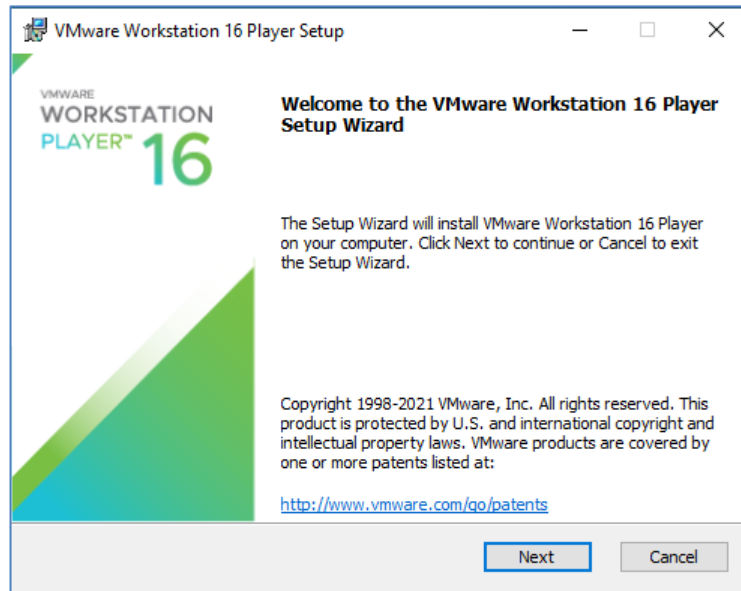 VMware Workstation 16 Player Setup
VMWARE
WORKSTATION
PLAYER™ 16
Welcome to the VMware Workstation 16 Player
Setup Wizard
The Setup Wizard will install VMware Workstation 16 Player
on your computer. Click Next to continue or Cancel to exit
the Setup Wizard.
Copyright 1998-2021 VMware, Inc. All rights reserved. This
product is protected by U.S. and international copyright and
intellectual property laws. VMware products are covered by
one or more patents listed at:
http://www.vmware.com/go/patents
Next Cancel